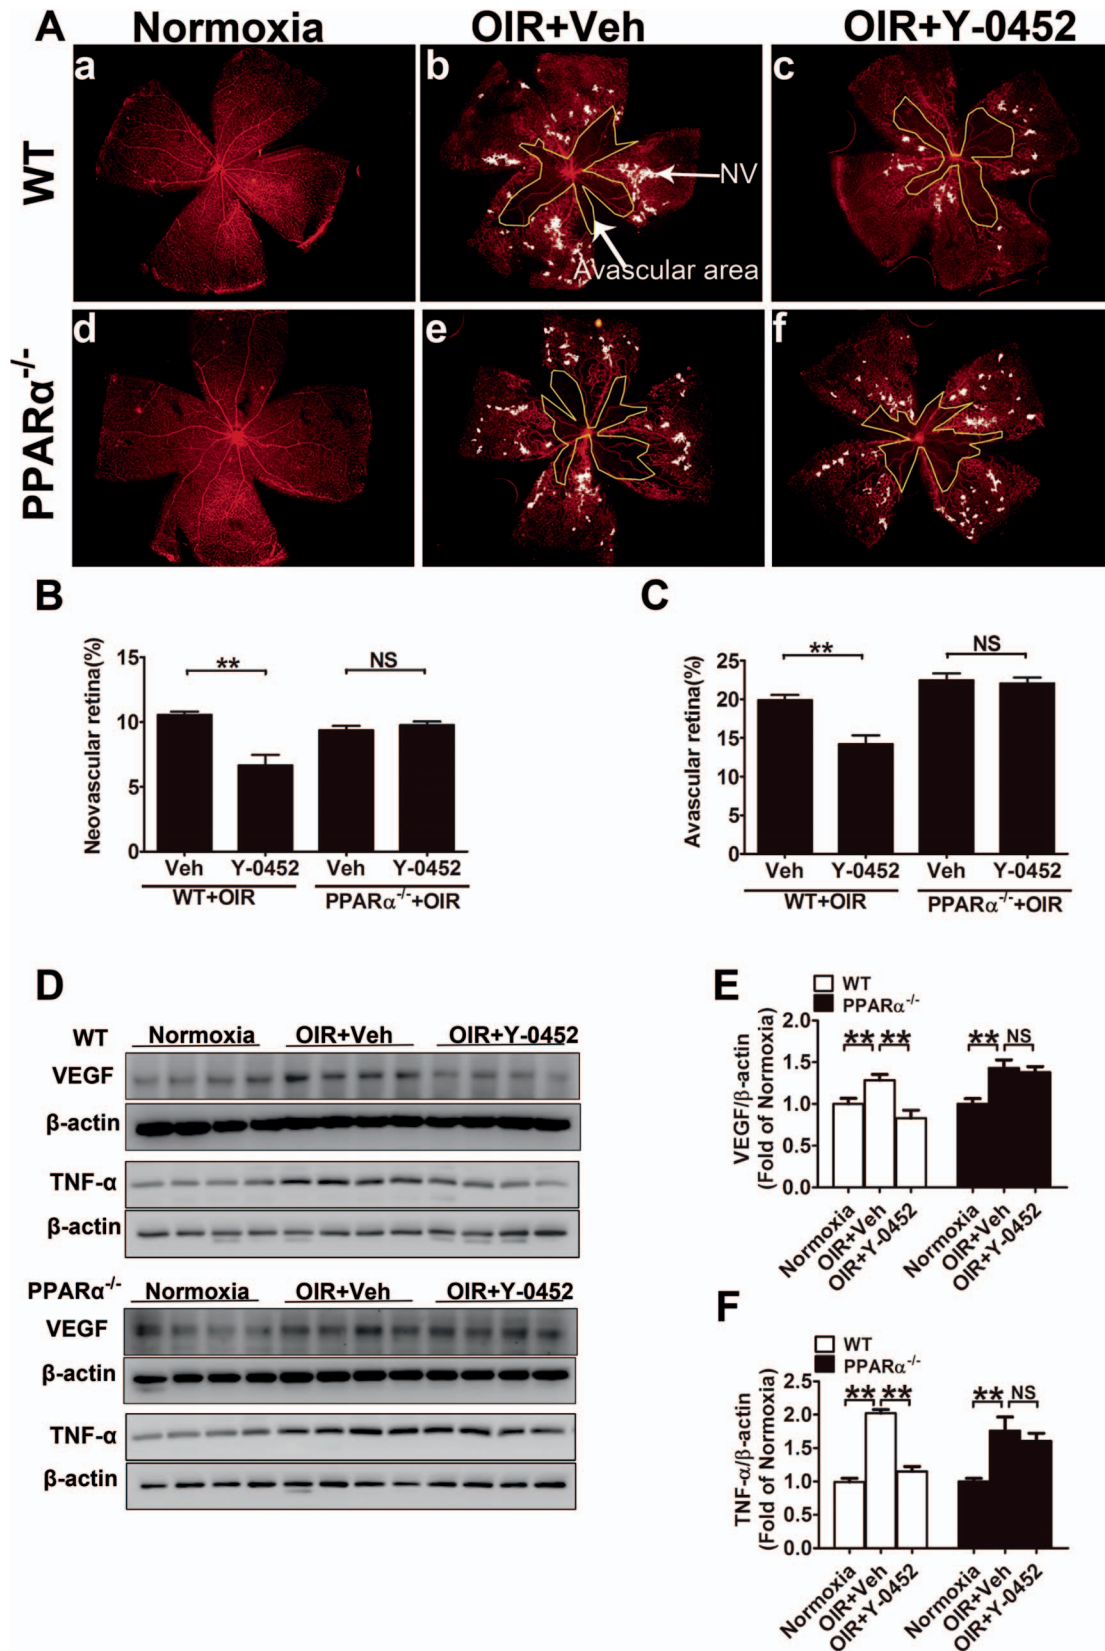 A Normoxia OIR+Veh OIR+Y-0452
WT
a
b
NV
Avascular area
c
PPARα-/-
d
e
f
B
Neovascular retina(%)
15
10
5
0
** NS
Veh Y-0452 Veh Y-0452
WT+OIR PPARα-/-+OIR
C
Avascular retina(%)
25
20
15
10
5
0
** NS
Veh Y-0452 Veh Y-0452
WT+OIR PPARα-/-+OIR
D
WT Normoxia OIR+Veh OIR+Y-0452
VEGF
β-actin
TNF-α
β-actin
PPARα-/- Normoxia OIR+Veh OIR+Y-0452
VEGF
β-actin
TNF-α
β-actin
E
WT
PPARα-/-
VEGF/β-actin
(Fold of Normoxia)
2.0
1.5
1.0
0.5
0.0
** ** ** NS
Normoxia OIR+Veh OIR+Y-0452 Normoxia OIR+Veh OIR+Y-0452
F
WT
PPARα-/-
TNF-α/β-actin
(Fold of Normoxia)
2.5
2.0
1.5
1.0
0.5
0.0
** ** ** NS
Normoxia OIR+Veh OIR+Y-0452 Normoxia OIR+Veh OIR+Y-0452